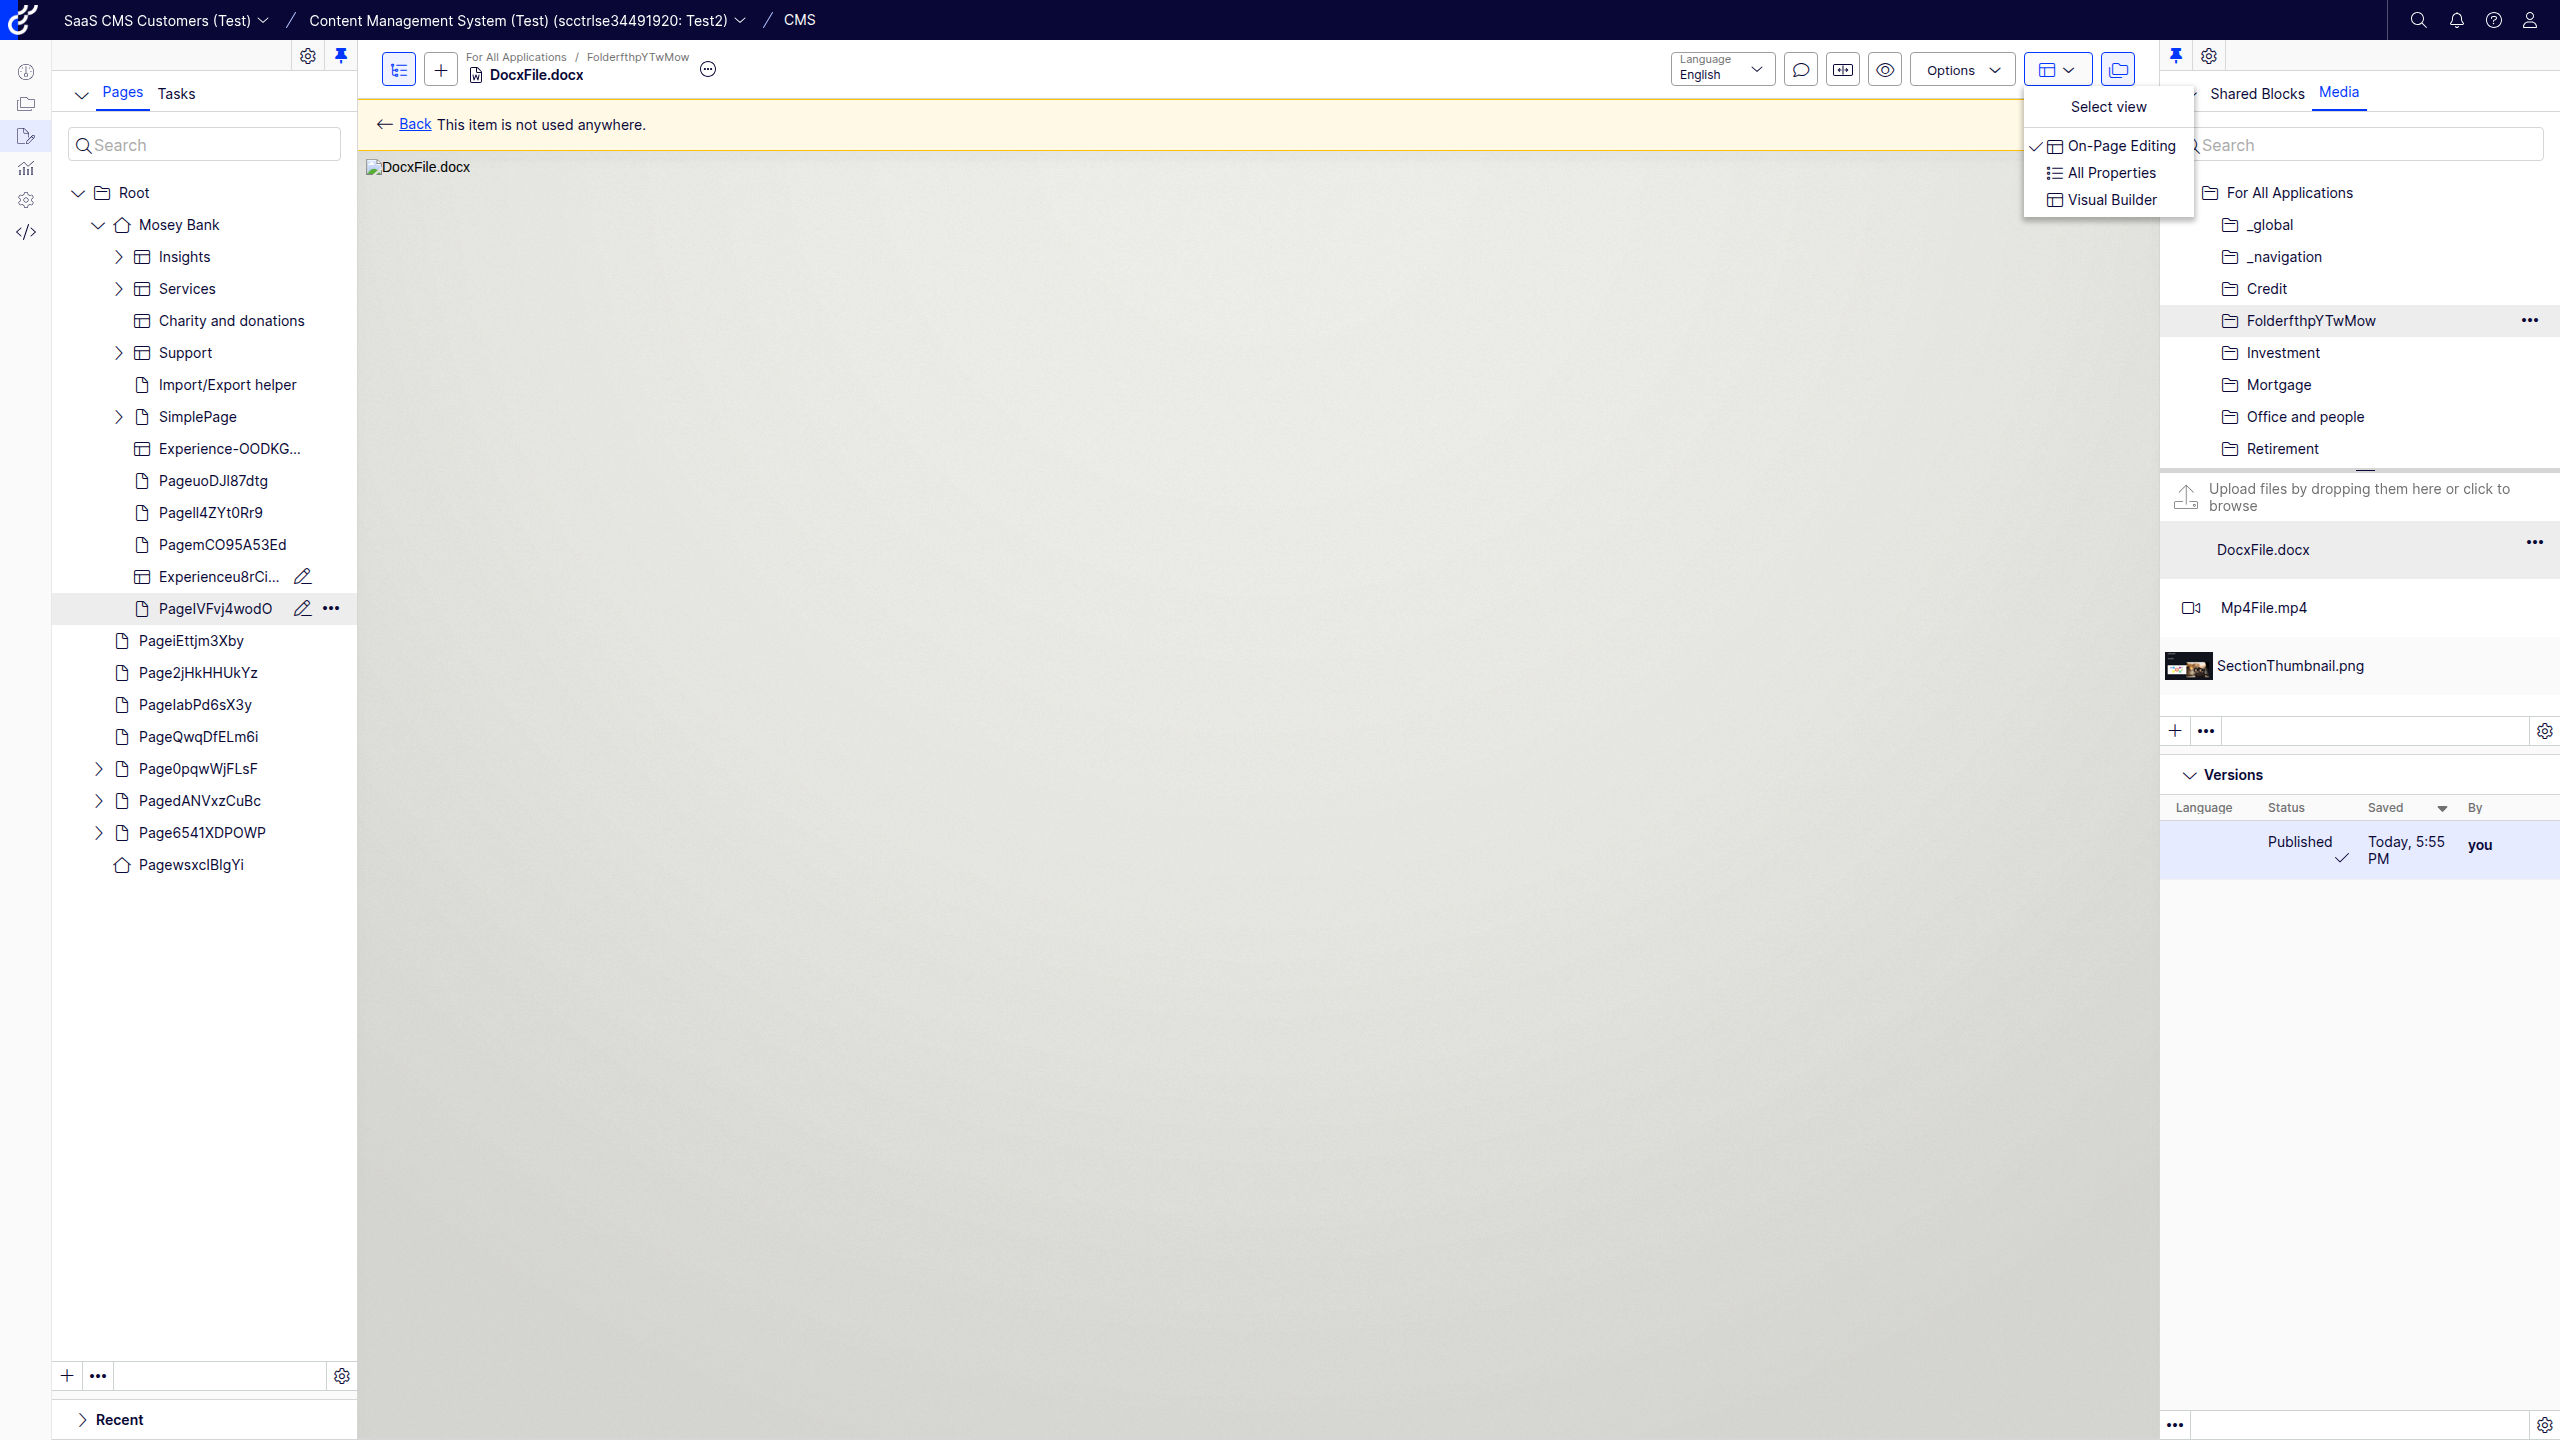 SaaS CMS Customers (Test) / Content Management System (Test) (scctrlse34491920: Test2) / CMS
Pages Tasks
Search
Root
Mosey Bank
Insights
Services
Charity and donations
Support
Import/Export helper
SimplePage
Experience-OODKG...
PageuoDJl87dtg
Pagell4ZYt0Rr9
PagemCO95A53Ed
Experienceu8rCi...
PagelVFvj4wodO
PageiEttjm3Xby
Page2jHkHHUkYz
PagelabPd6sX3y
PageQwqDfELm6i
Page0pqwWjFLsF
PagedANVxzCuBc
Page6541XDPOWP
PagewsxclBlgYi
Recent
For All Applications / FolderfthpYTwMow
DocxFile.docx
Language
English
Options
Back This item is not used anywhere.
DocxFile.docx
Select view
On-Page Editing
All Properties
Visual Builder
Shared Blocks Media
Search
For All Applications
_global
_navigation
Credit
FolderfthpYTwMow
Investment
Mortgage
Office and people
Retirement
Upload files by dropping them here or click to
browse
DocxFile.docx
Mp4File.mp4
SectionThumbnail.png
Versions
Language Status Saved By
Published Today, 5:55 PM you